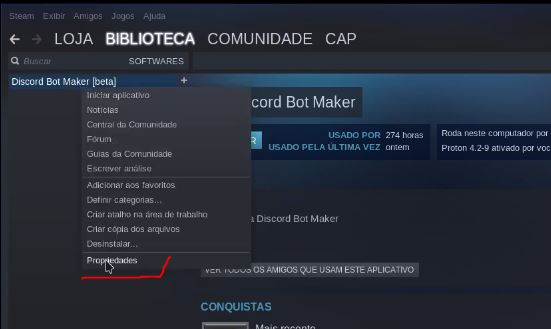 Steam Exibir Amigos Jogos Ajuda
LOJA BIBLIOTECA COMUNIDADE CAP
Buscar SOFTWARES
Discord Bot Maker [beta] +
Iniciar aplicativo
Notícias
Central da Comunidade
Fórum
Guias da Comunidade
Escrever análise
Adicionar aos favoritos
Definir categorias...
Criar atalho na área de trabalho
Criar cópia dos arquivos
Desinstalar...
Propriedades
cord Bot Maker
R
USADO POR 274 horas
USADO PELA ÚLTIMA VEZ ontem
Roda neste computador por
Proton 4.2-9 ativado por você
a Discord Bot Maker
VER TODOS OS AMIGOS QUE USAM ESTE APLICATIVO
CONQUISTAS
Mais recente